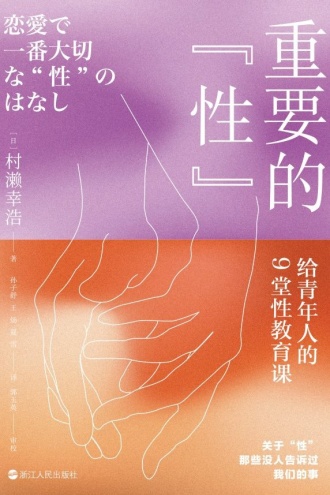 恋愛で
一番大切
な“性”の
はなし
重要的
『性』
[日]村濑幸浩
著
给青年人的
9堂性教育课
关于“性”
那些没人告诉过
我们的事
浙江人民出版社